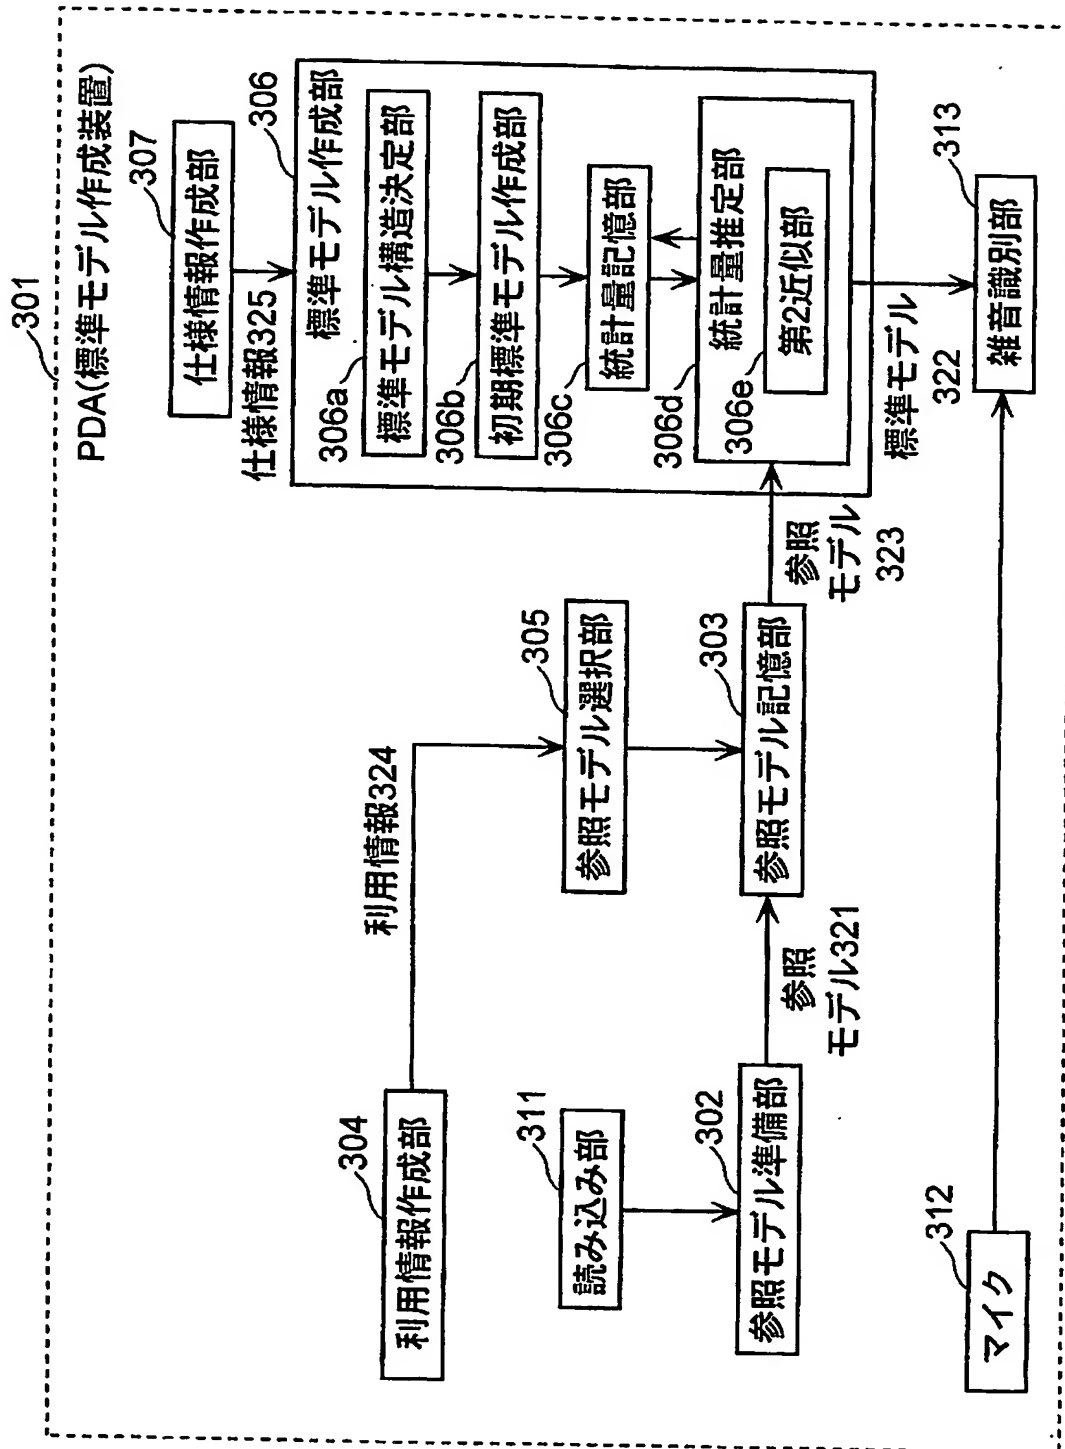 301
PDA(標準モデル作成装置)
307
仕様情報作成部
仕様情報325
306
標準モデル作成部
306a
標準モデル構造決定部
306b
初期標準モデル作成部
306c
統計量記憶部
306d
統計量推定部
306e
第2近似部
標準モデル
322
313
雑音識別部
利用情報324
305
参照モデル選択部
303
参照モデル記憶部
参照
モデル
323
304
利用情報作成部
311
読み込み部
302
参照モデル準備部
参照
モデル321
312
マイク